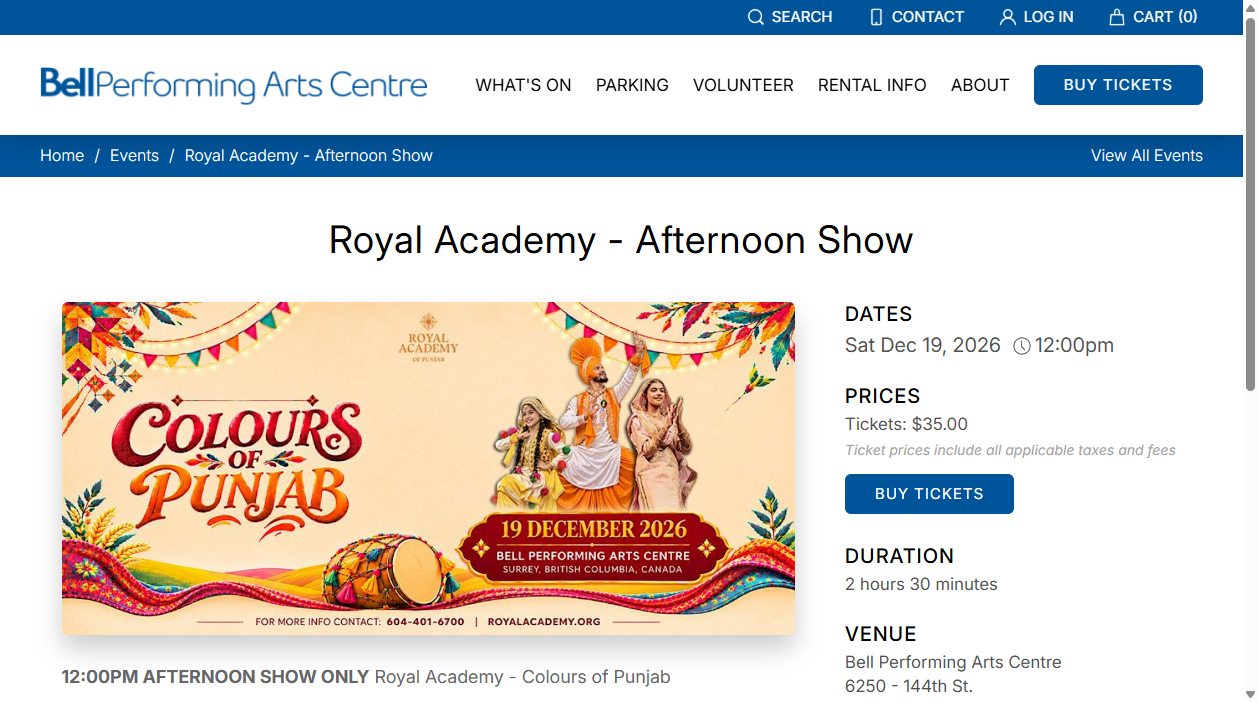 SEARCH CONTACT LOG IN CART (0)
BellPerforming Arts Centre
WHAT'S ON PARKING VOLUNTEER RENTAL INFO ABOUT BUY TICKETS
Home / Events / Royal Academy - Afternoon Show
View All Events
Royal Academy - Afternoon Show
ROYAL
ACADEMY
OF PUNJAB
COLOURS
OF
PUNJAB
19 DECEMBER 2026
BELL PERFORMING ARTS CENTRE
SURREY, BRITISH COLUMBIA, CANADA
FOR MORE INFO CONTACT: 604-401-6700 | ROYALACADEMY.ORG
12:00PM AFTERNOON SHOW ONLY Royal Academy - Colours of Punjab
DATES
Sat Dec 19, 2026 12:00pm
PRICES
Tickets: $35.00
Ticket prices include all applicable taxes and fees
BUY TICKETS
DURATION
2 hours 30 minutes
VENUE
Bell Performing Arts Centre
6250 - 144th St.